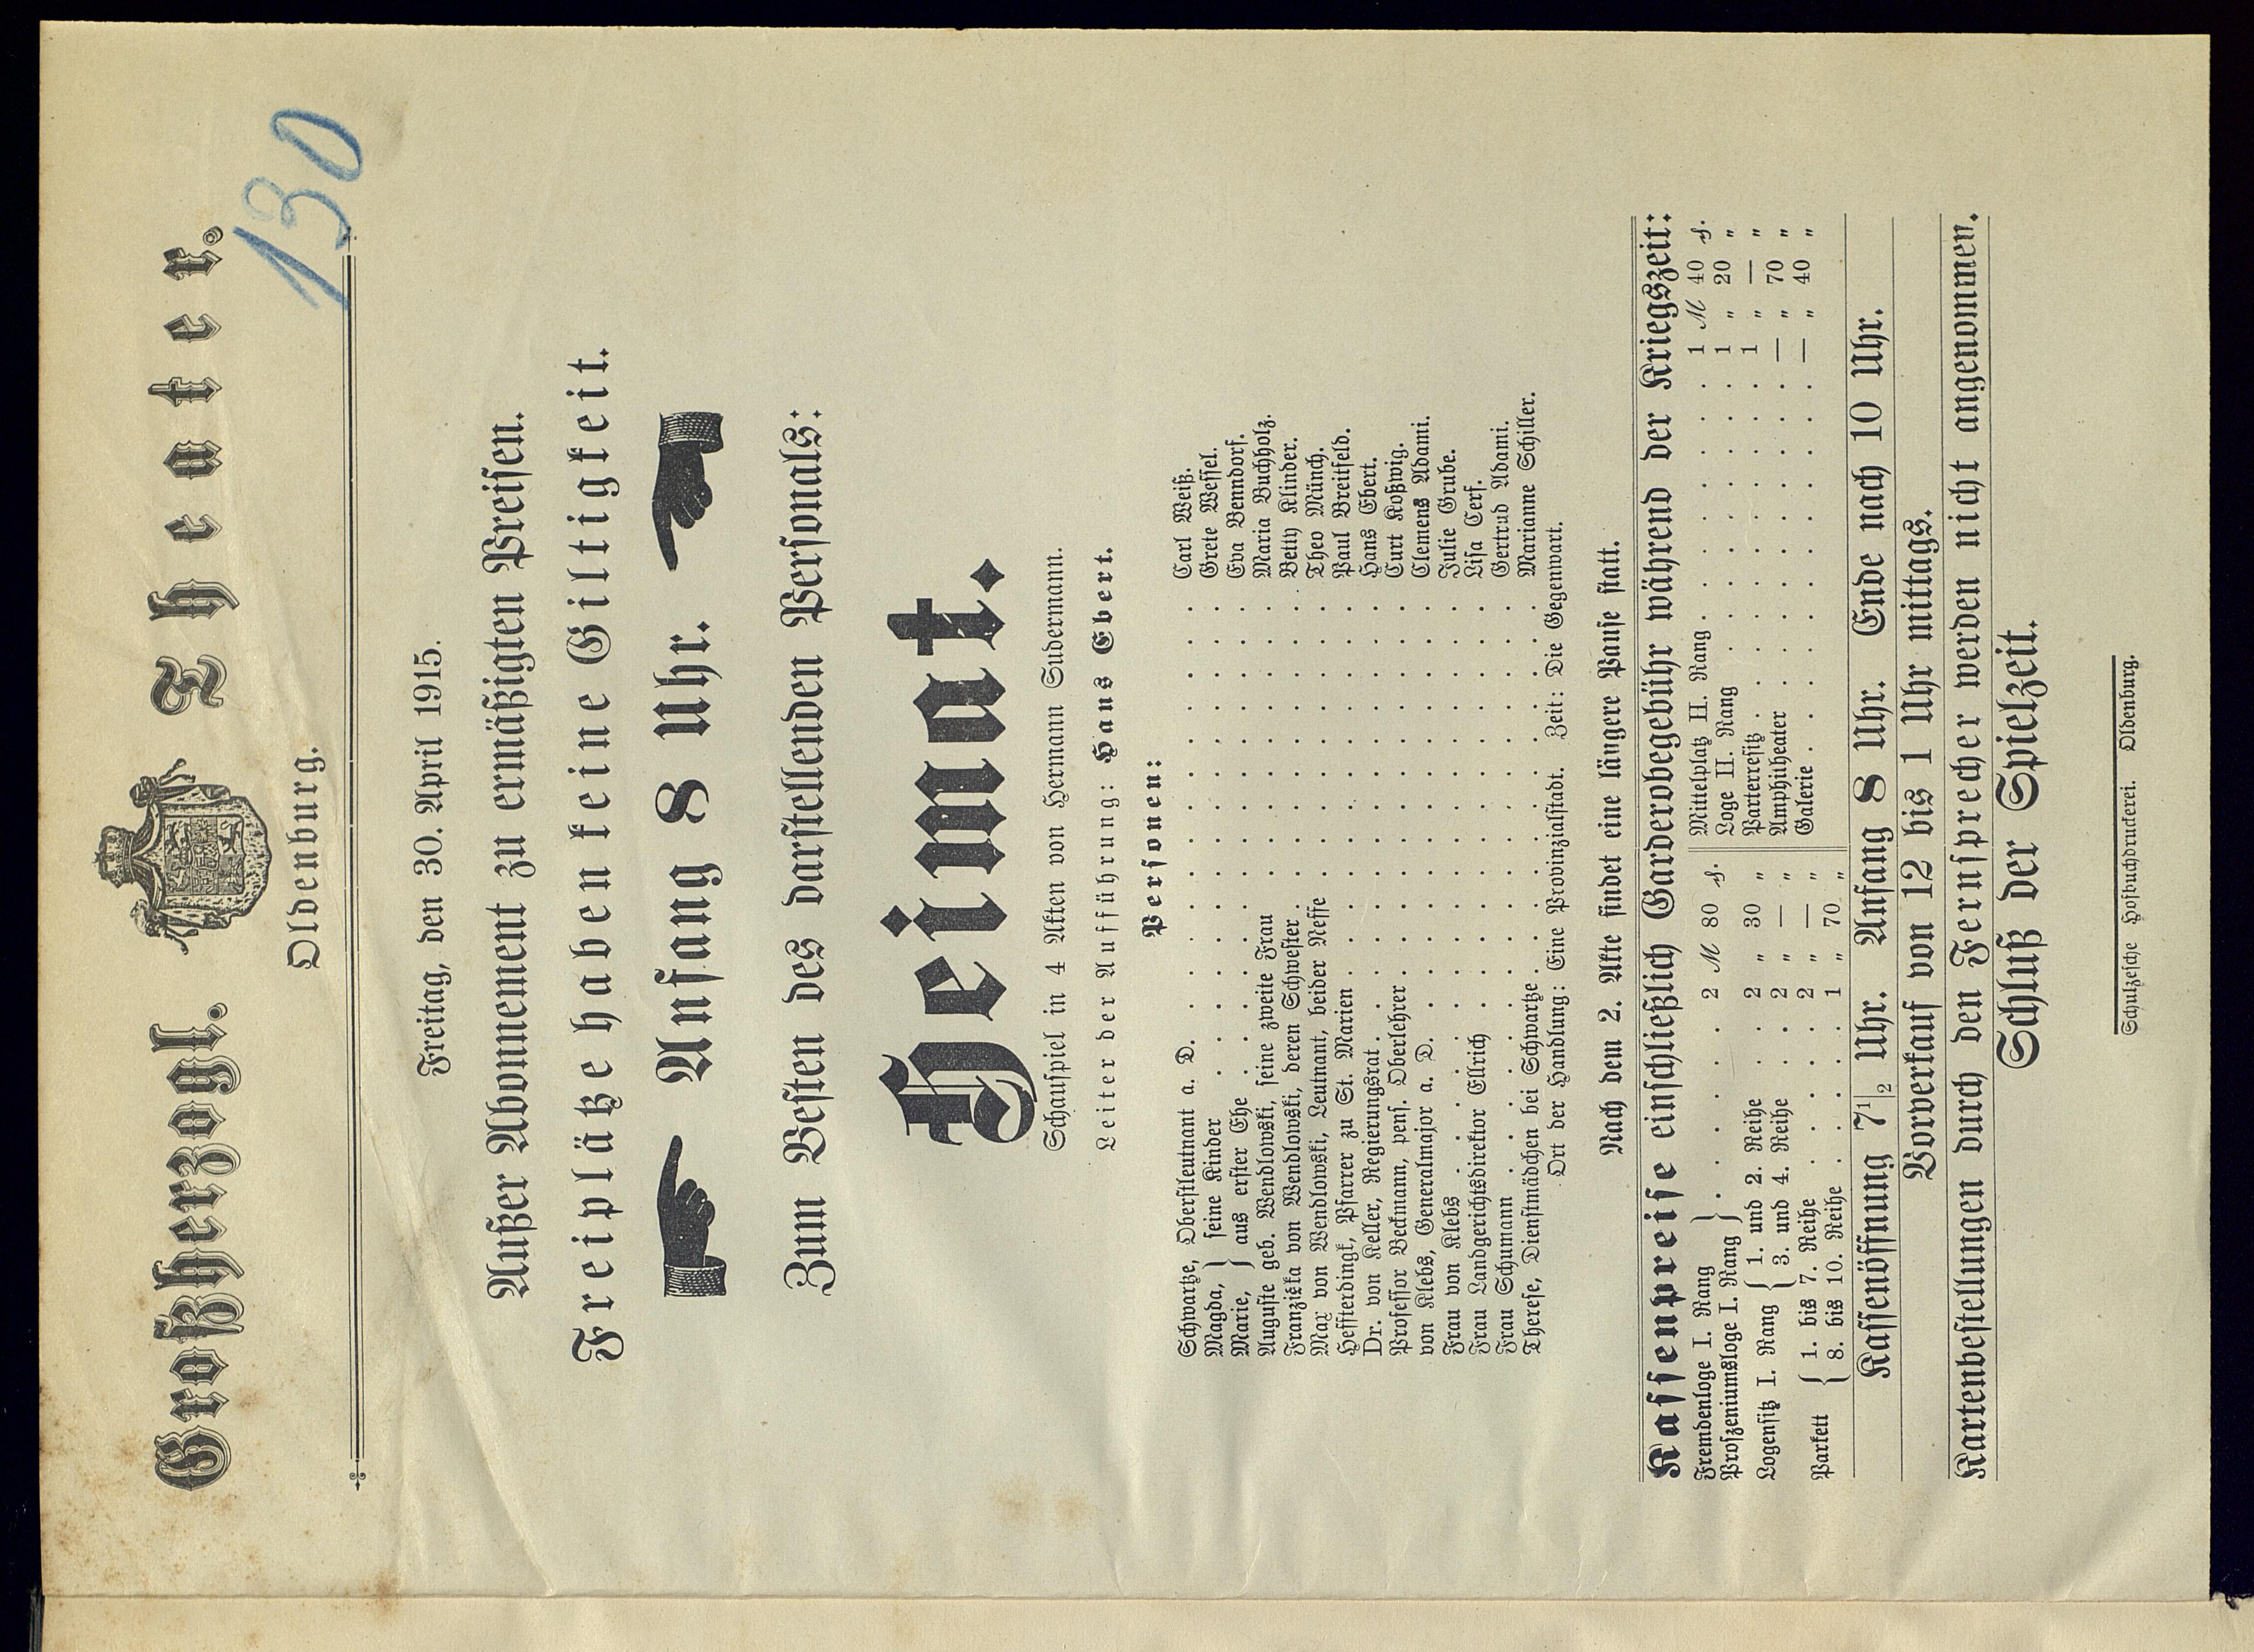 Großherzogl. Theater.
Oldenburg.
130
Freitag, den 30. April 1915.
Außer Abonnement zu ermäßigten Preisen.
Freiplätze haben keine Giltigkeit.
Anfang 8 Uhr.
Zum Besten des darstellenden Personals:
Heimat.
Schauspiel in 4 Akten von Hermann Sudermann.
Leiter der Aufführung: Hans Ebert.
Personen:
Schwartze, Oberstleutnant a. D. . . . . . . . . . . . . . . Carl Weiß.
Magda, } seine Kinder . . . . . . . . . . . . . . . Grete Wessel.
Marie, } aus erster Ehe . . . . . . . . . . . . . . . Eva Benndorf.
Auguste geb. Wendlowski, seine zweite Frau . . . . . . . . . . Maria Buchholz.
Franziska von Wendlowski, deren Schwester . . . . . . . . . . Betty Klinder.
Max von Wendlowski, Leutnant, beider Neffe . . . . . . . . . . Theo Münch.
Heffterdingk, Pfarrer zu St. Marien . . . . . . . . . . . . Paul Breitfeld.
Dr. von Keller, Regierungsrat . . . . . . . . . . . . . . Hans Ebert.
Professor Beckmann, pens. Oberlehrer . . . . . . . . . . . . Curt Koßwig.
von Klebs, Generalmajor a. D. . . . . . . . . . . . . . . Clemens Adami.
Frau von Klebs . . . . . . . . . . . . . . . . . Julie Grube.
Frau Landgerichtsdirektor Ellrich . . . . . . . . . . . . . Lisa Cerf.
Frau Schumann . . . . . . . . . . . . . . . . . Gertrud Adami.
Therese, Dienstmädchen bei Schwartze . . . . . . . . . . . . Marianne Schiller.
Ort der Handlung: Eine Provinzialstadt. Zeit: Die Gegenwart.
Nach dem 2. Akte findet eine längere Pause statt.
Kassenpreise einschließlich Garderobegebühr während der Kriegszeit:
Fremdenloge I. Rang
Proszeniumsloge I. Rang } . . . . . 2 ℳ 80 ₰.
Logensitz I. Rang { 1. und 2. Reihe . . . 2 „ 30 „
3. und 4. Reihe . . . 2 „ — „
Parkett { 1. bis 7. Reihe . . . . . 2 „ — „
8. bis 10. Reihe . . . . . 1 „ 70 „
Mittelplatz II. Rang . . . . . . . . 1 ℳ 40 ₰.
Loge II. Rang . . . . . . . . . 1 „ 20 „
Parterresitz . . . . . . . . . . 1 „ — „
Amphitheater . . . . . . . . . — „ 70 „
Galerie . . . . . . . . . . . — „ 40 „
Kassenöffnung 7½ Uhr. Anfang 8 Uhr. Ende nach 10 Uhr.
Vorverkauf von 12 bis 1 Uhr mittags.
Kartenbestellungen durch den Fernsprecher werden nicht angenommen.
Schluß der Spielzeit.
Schulzesche Hofbuchdruckerei. Oldenburg.